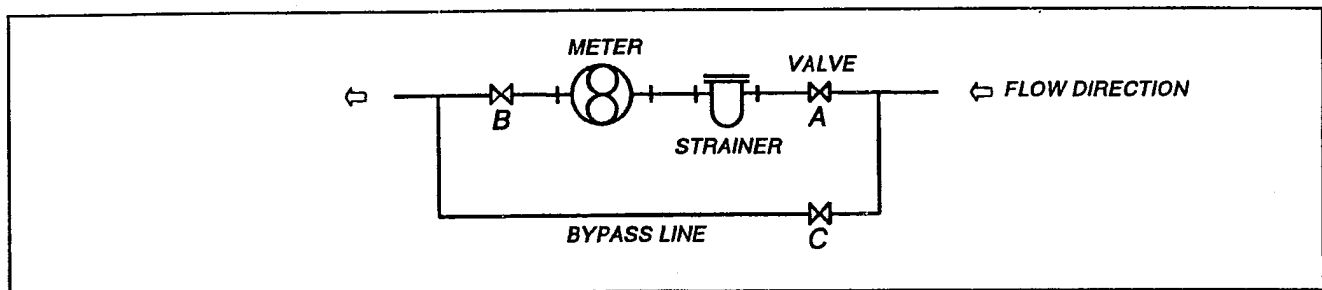 METER
VALVE
FLOW DIRECTION
B
A
STRAINER
BYPASS LINE
C